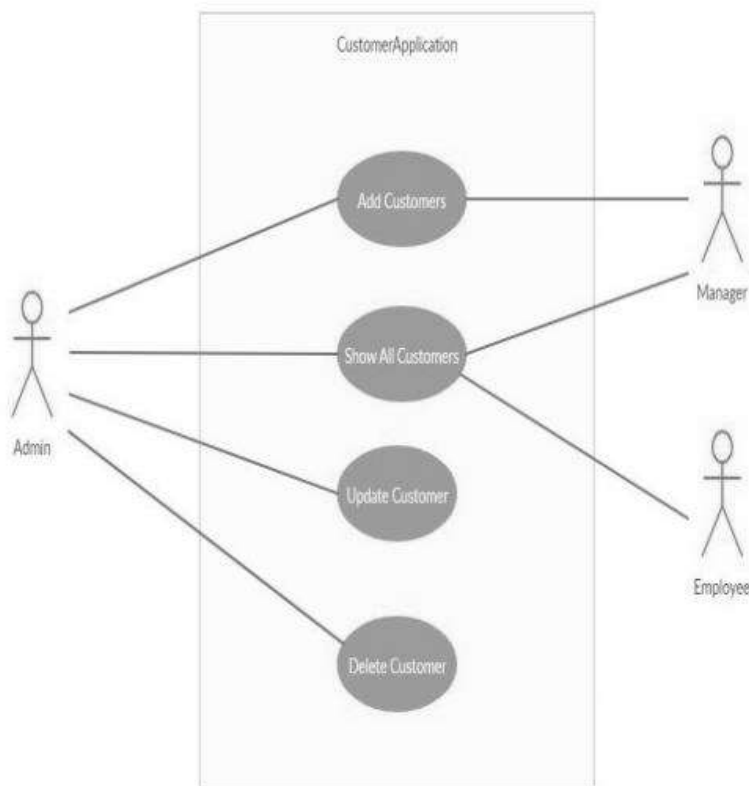 CustomerApplication
Add Customers
Manager
Show All Customers
Admin
Update Customer
Employee
Delete Customer